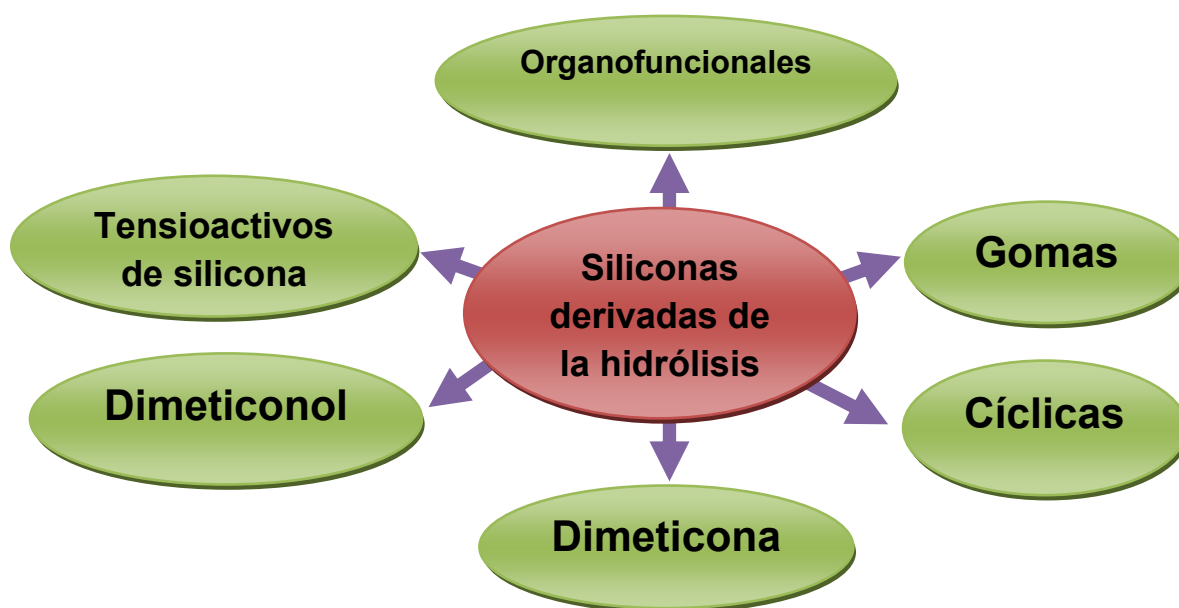 Organofuncionales
Tensioactivos
de silicona
Siliconas
derivadas de
la hidrólisis
Gomas
Dimeticonol
Cíclicas
Dimeticona